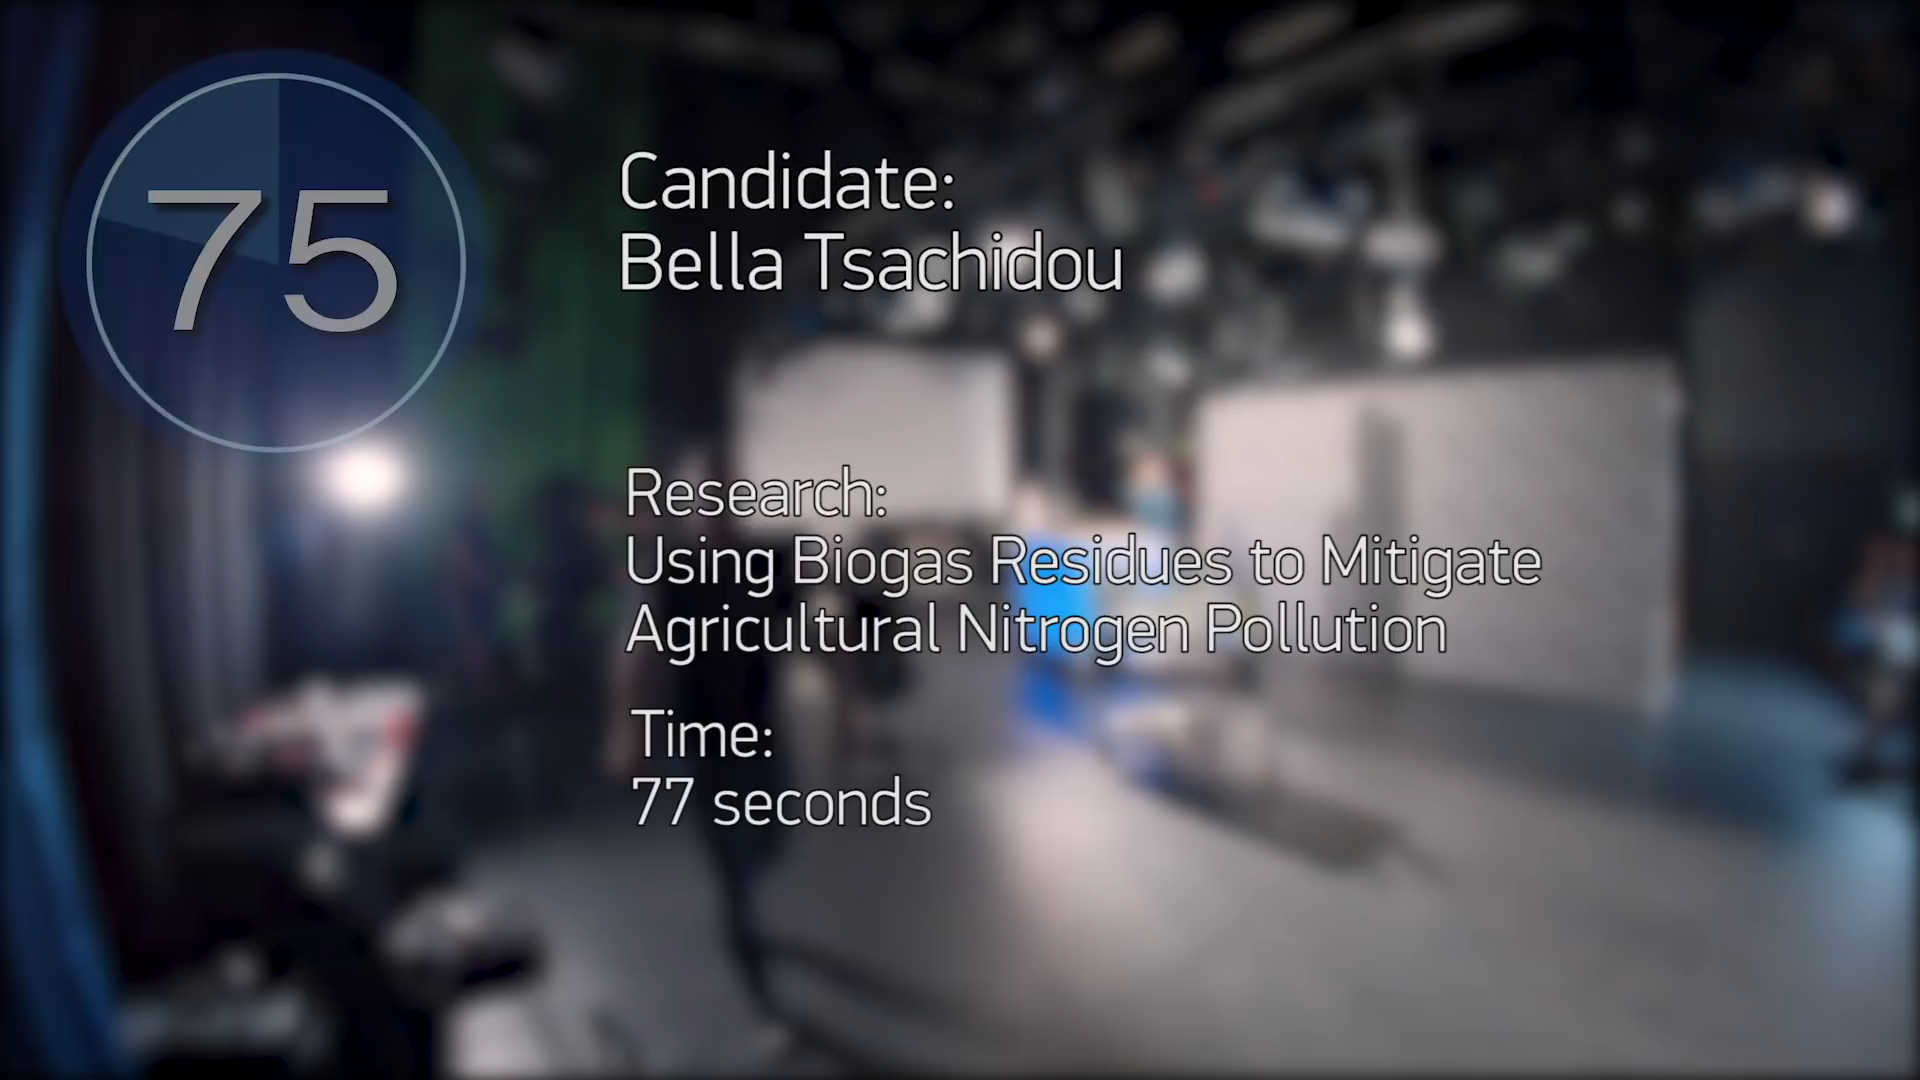 75
Candidate:
Bella Tsachidou
Research:
Using Biogas Residues to Mitigate
Agricultural Nitrogen Pollution
Time:
77 seconds